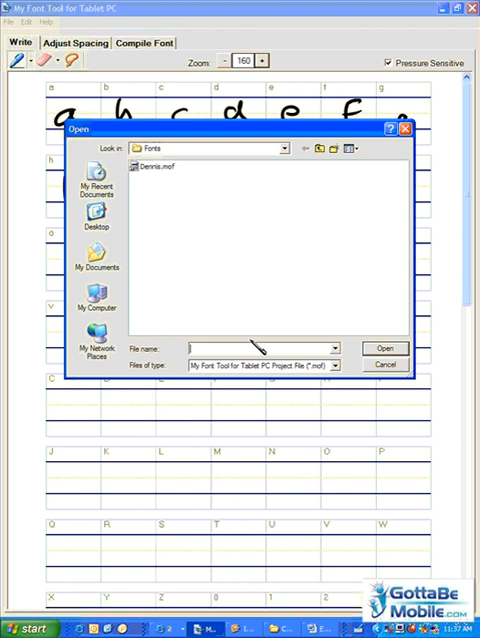 My Font Tool for Tablet PC
File Edit Help
Write Adjust Spacing Compile Font
Zoom: - 160 + Pressure Sensitive
a b c d e f g
a b c d e f
h
o
v
Open
Look in: Fonts
Dennis.mof
My Recent Documents
Desktop
My Documents
My Computer
My Network Places
File name: Open
Files of type: My Font Tool for Tablet PC Project File (*.mof) Cancel
C D E F G H I
J K L M N O P
Q R S T U V W
X Y Z 0 1 2
GottaBe
Mobile.com
start 2 M... I... C... E... 11:37 AM